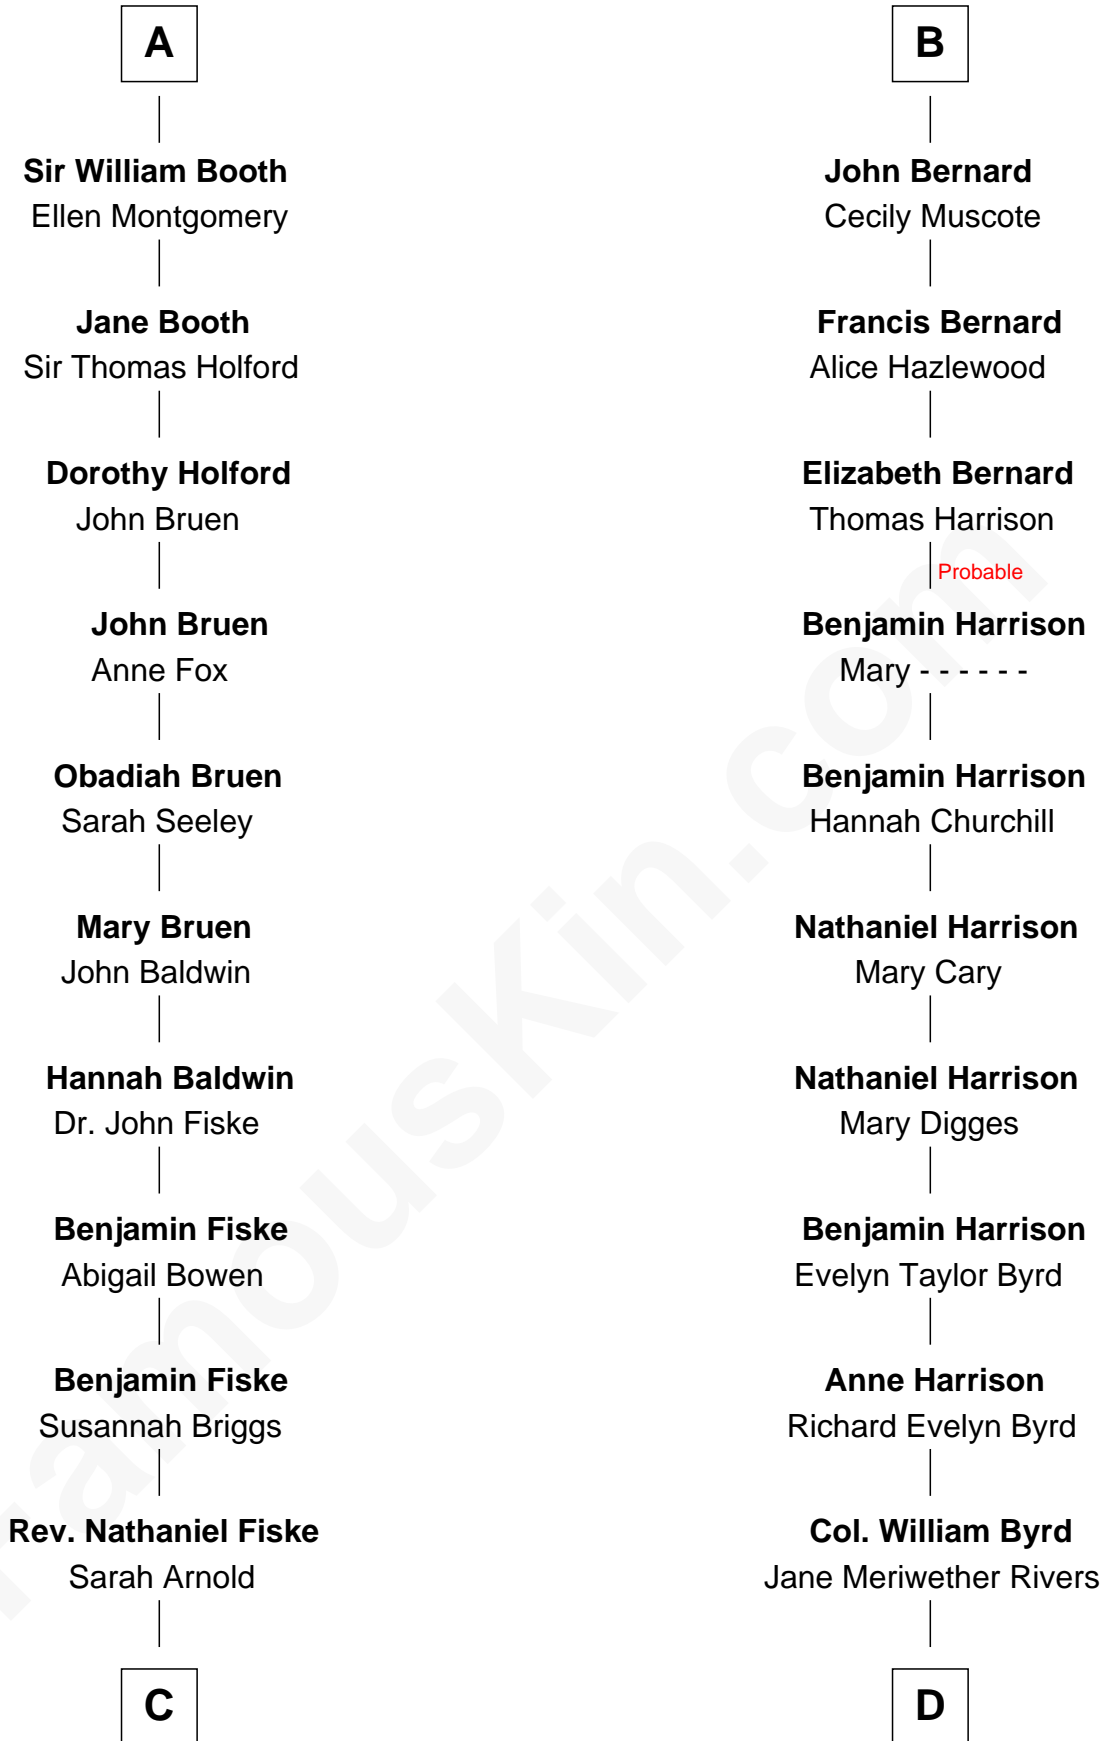 A
Sir William Booth
Ellen Montgomery
Jane Booth
Sir Thomas Holford
Dorothy Holford
John Bruen
John Bruen
Anne Fox
Obadiah Bruen
Sarah Seeley
Mary Bruen
John Baldwin
Hannah Baldwin
Dr. John Fiske
Benjamin Fiske
Abigail Bowen
Benjamin Fiske
Susannah Briggs
Rev. Nathaniel Fiske
Sarah Arnold
C
B
John Bernard
Cecily Muscote
Francis Bernard
Alice Hazlewood
Elizabeth Bernard
Thomas Harrison
Probable
Benjamin Harrison
Mary - - - - - -
Benjamin Harrison
Hannah Churchill
Nathaniel Harrison
Mary Cary
Nathaniel Harrison
Mary Digges
Benjamin Harrison
Evelyn Taylor Byrd
Anne Harrison
Richard Evelyn Byrd
Col. William Byrd
Jane Meriwether Rivers
D
FamousKin.com